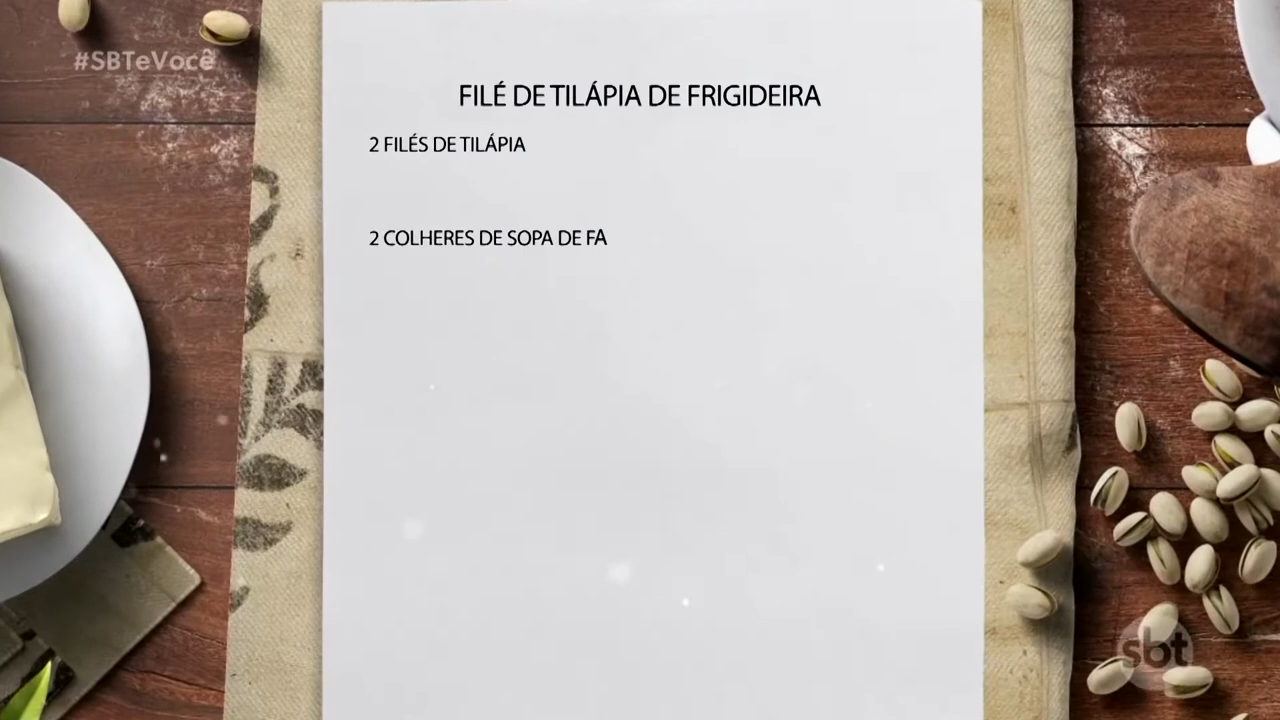 #SBTeVocê
FILÉ DE TILÁPIA DE FRIGIDEIRA
2 FILÉS DE TILÁPIA
2 COLHERES DE SOPA DE FA
sbt